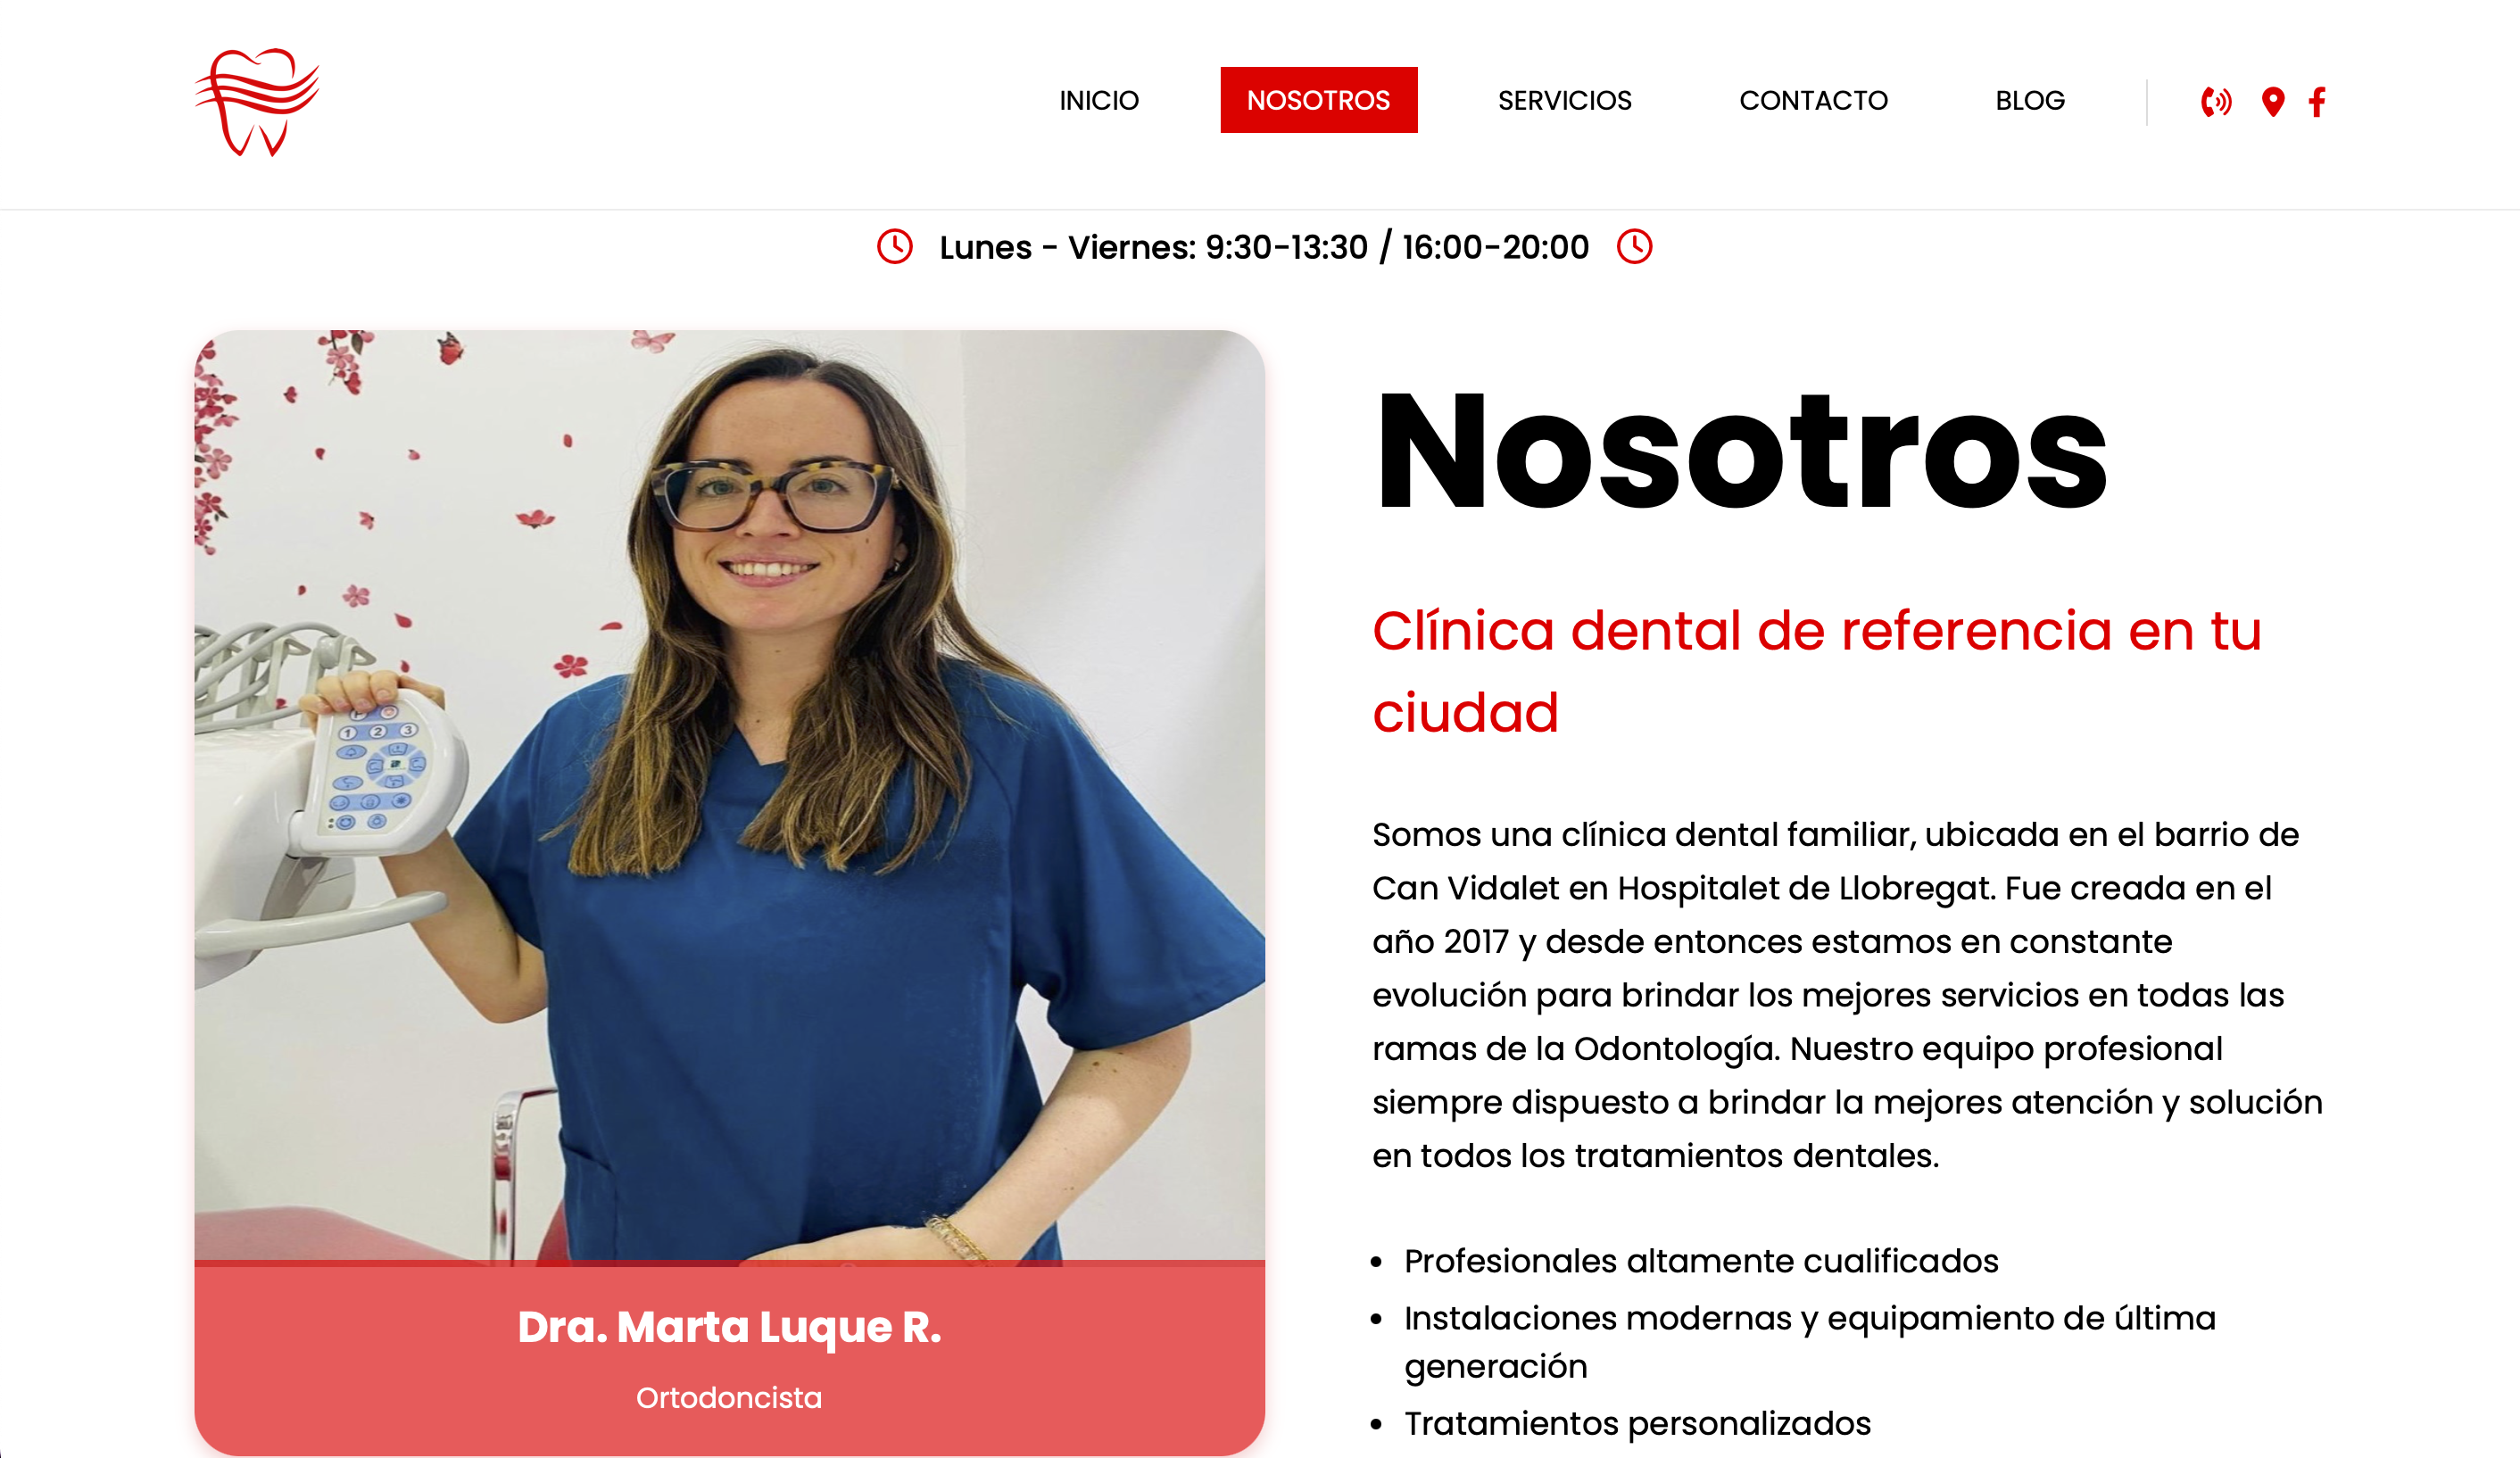 INICIO
NOSOTROS
SERVICIOS
CONTACTO
BLOG
Lunes - Viernes: 9:30-13:30 / 16:00-20:00
Nosotros
Clínica dental de referencia en tu
ciudad
Somos una clínica dental familiar, ubicada en el barrio de
Can Vidalet en Hospitalet de Llobregat. Fue creada en el
año 2017 y desde entonces estamos en constante
evolución para brindar los mejores servicios en todas las
ramas de la Odontología. Nuestro equipo profesional
siempre dispuesto a brindar la mejores atención y solución
en todos los tratamientos dentales.
• Profesionales altamente cualificados
• Instalaciones modernas y equipamiento de última
generación
• Tratamientos personalizados
1 2 3
Dra. Marta Luque R.
Ortodoncista